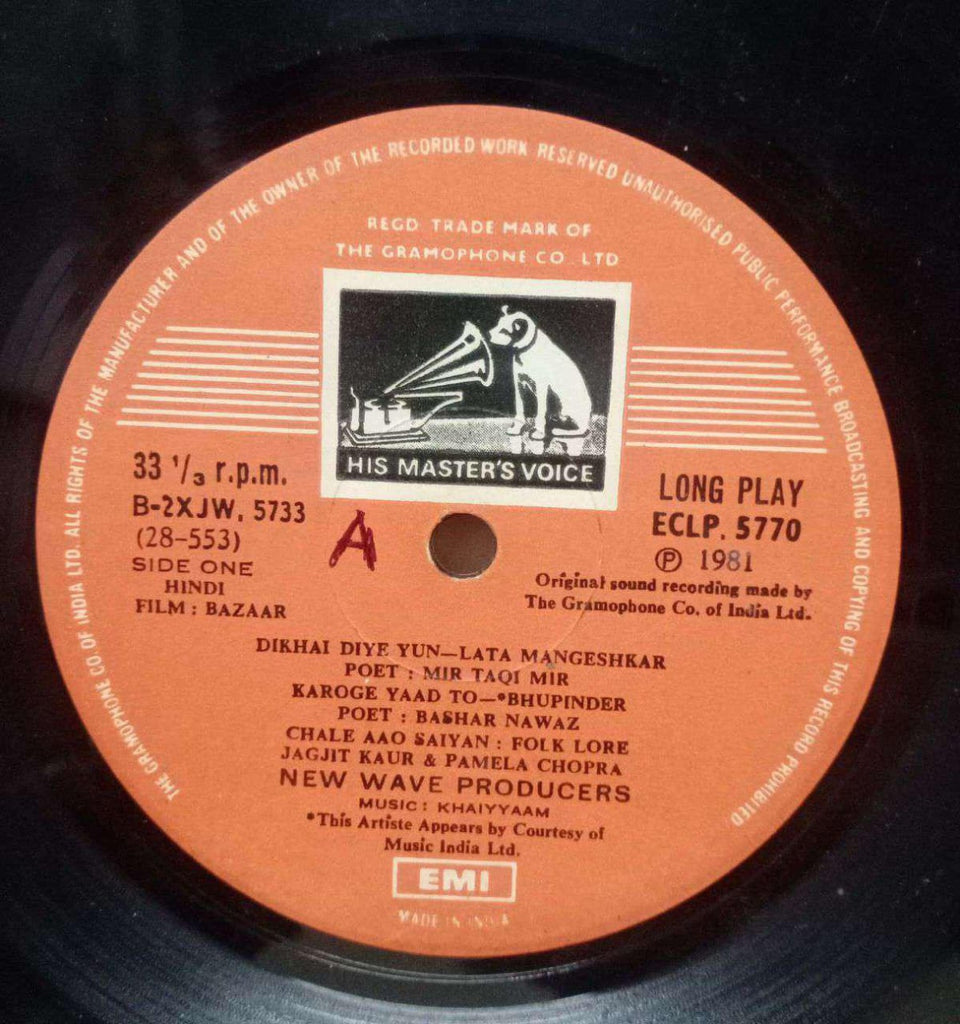 THE GRAMOPHONE CO. OF INDIA LTD. ALL RIGHTS OF THE MANUFACTURER AND OF THE OWNER OF THE RECORDED WORK RESERVED UNAUTHORISED PUBLIC PERFORMANCE BROADCASTING AND COPYING OF THIS RECORD PROHIBITED
REGD TRADE MARK OF
THE GRAMOPHONE CO LTD
HIS MASTER'S VOICE
33 1/3 r.p.m.
B-2XJW. 5733
(28-553)
SIDE ONE
HINDI
FILM : BAZAAR
A
LONG PLAY
ECLP. 5770
Ⓟ 1981
Original sound recording made by
The Gramophone Co. of India Ltd.
DIKHAI DIYE YUN—LATA MANGESHKAR
POET : MIR TAQI MIR
KAROGE YAAD TO—*BHUPINDER
POET : BASHAR NAWAZ
CHALE AAO SAIYAN : FOLK LORE
JAGJIT KAUR & PAMELA CHOPRA
NEW WAVE PRODUCERS
MUSIC : KHAIYYAAM
*This Artiste Appears by Courtesy of
Music India Ltd.
EMI
MADE IN INDIA